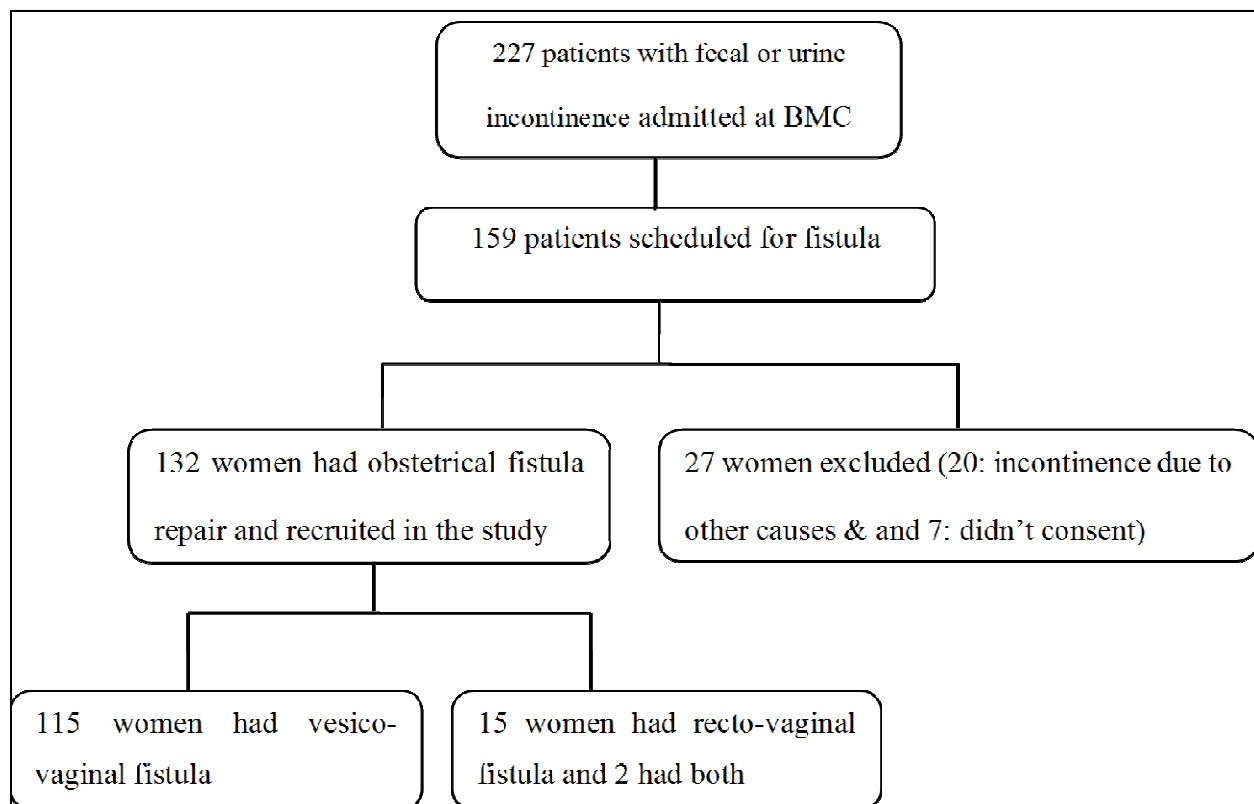 227 patients with fecal or urine
incontinence admitted at BMC
159 patients scheduled for fistula
132 women had obstetrical fistula
repair and recruited in the study
27 women excluded (20: incontinence due to
other causes & and 7: didn’t consent)
115 women had vesico-
vaginal fistula
15 women had recto-vaginal
fistula and 2 had both